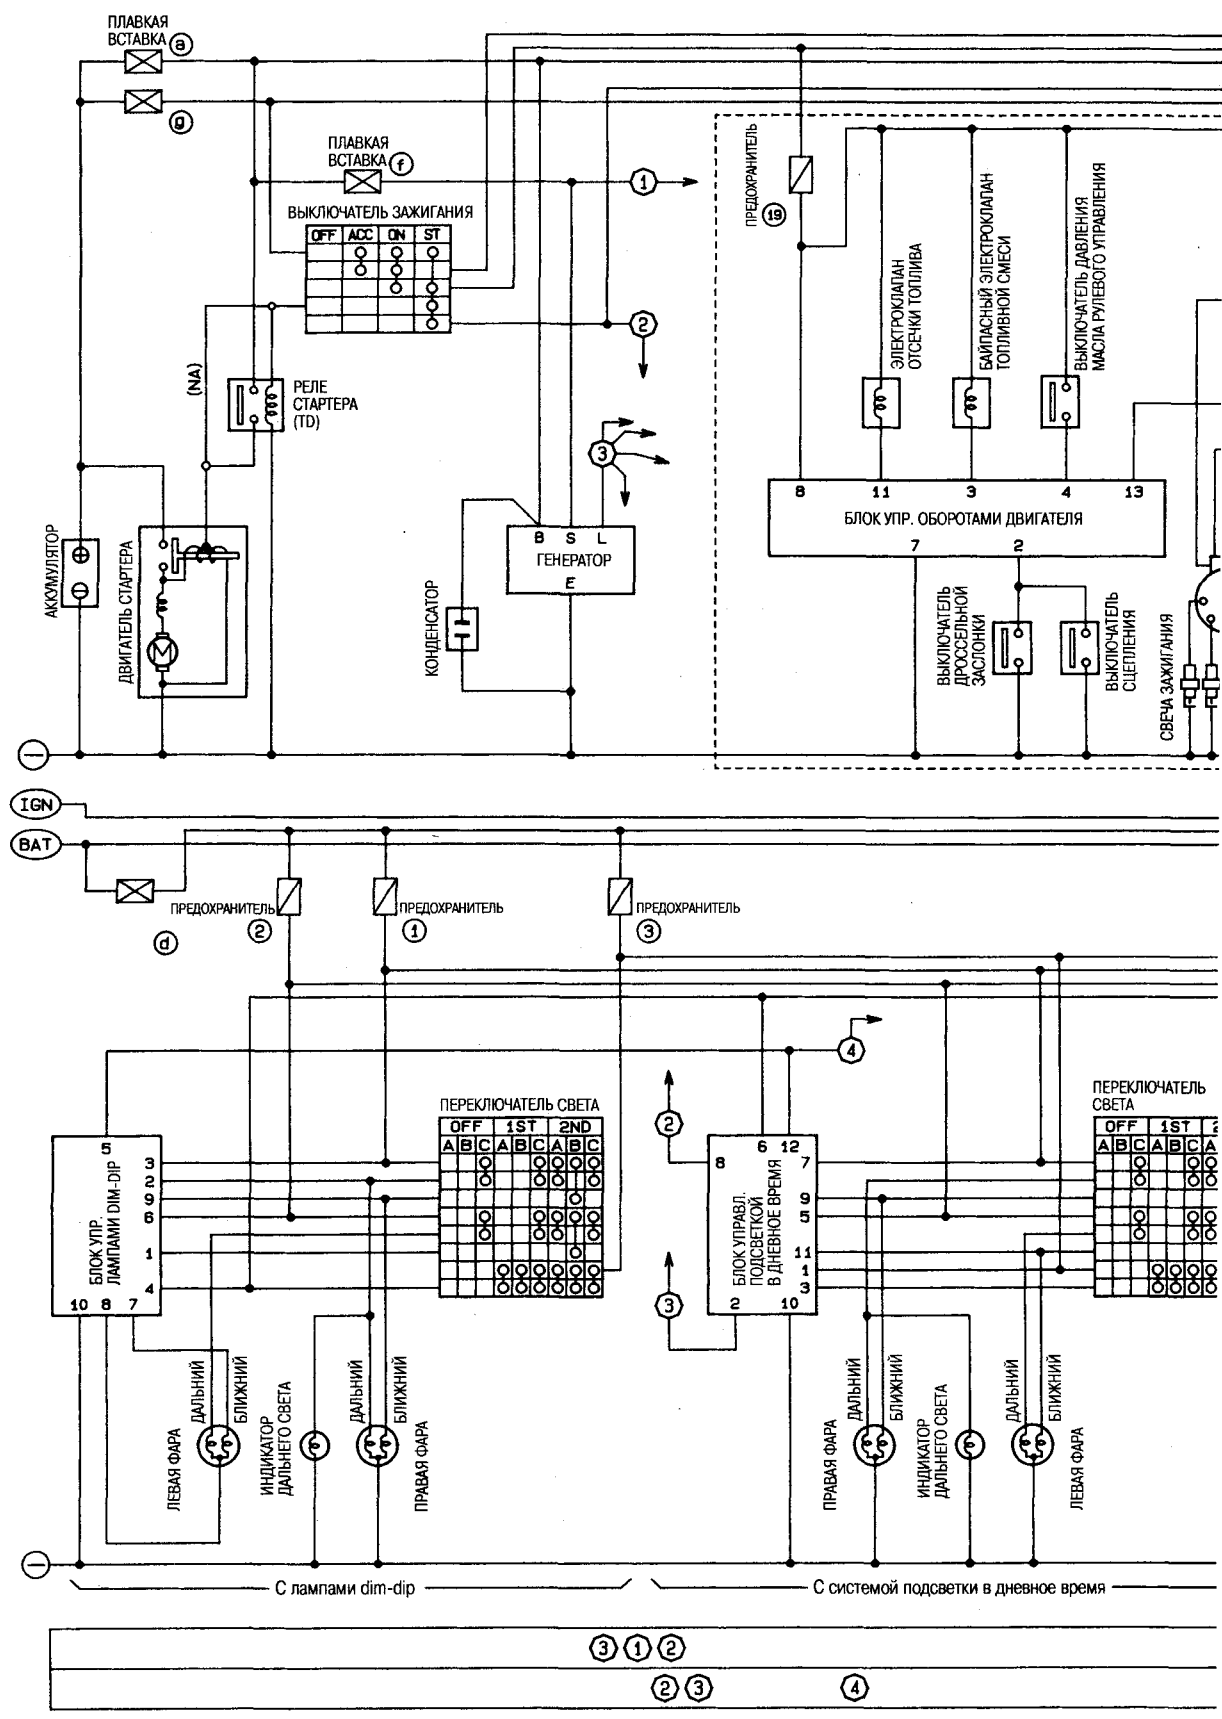 ПЛАВКАЯ
ВСТАВКА a
g
ПЛАВКАЯ
ВСТАВКА f
1
ВЫКЛЮЧАТЕЛЬ ЗАЖИГАНИЯ
OFF ACC ON ST
2
(NA)
РЕЛЕ
СТАРТЕРА
(TD)
3
АККУМУЛЯТОР
ДВИГАТЕЛЬ СТАРТЕРА
M
КОНДЕНСАТОР
B S L
ГЕНЕРАТОР
E
ПРЕДОХРАНИТЕЛЬ
19
ЭЛЕКТРОКЛАПАН
ОТСЕЧКИ ТОПЛИВА
БАЙПАСНЫЙ ЭЛЕКТРОКЛАПАН
ТОПЛИВНОЙ СМЕСИ
ВЫКЛЮЧАТЕЛЬ ДАВЛЕНИЯ
МАСЛА РУЛЕВОГО УПРАВЛЕНИЯ
8 11 3 4 13
БЛОК УПР. ОБОРОТАМИ ДВИГАТЕЛЯ
7 2
ВЫКЛЮЧАТЕЛЬ
ДРОССЕЛЬНОЙ
ЗАСЛОНКИ
ВЫКЛЮЧАТЕЛЬ
СЦЕПЛЕНИЯ
СВЕЧА ЗАЖИГАНИЯ
IGN
BAT
d
ПРЕДОХРАНИТЕЛЬ
2
ПРЕДОХРАНИТЕЛЬ
1
ПРЕДОХРАНИТЕЛЬ
3
4
ПЕРЕКЛЮЧАТЕЛЬ СВЕТА
OFF 1ST 2ND
A B C A B C A B C
5
3
2
9
6
1
4
10 8 7
БЛОК УПР.
ЛАМПАМИ DIM-DIP
ЛЕВАЯ ФАРА
ДАЛЬНИЙ
БЛИЖНИЙ
ИНДИКАТОР
ДАЛЬНЕГО СВЕТА
ДАЛЬНИЙ
БЛИЖНИЙ
ПРАВАЯ ФАРА
2
3
6 12
8
7
9
5
11
1
3
2 10
БЛОК УПРАВЛ.
ПОДСВЕТКОЙ
В ДНЕВНОЕ ВРЕМЯ
ПЕРЕКЛЮЧАТЕЛЬ
СВЕТА
OFF 1ST 2
A B C A B C A
ПРАВАЯ ФАРА
ДАЛЬНИЙ
БЛИЖНИЙ
ИНДИКАТОР
ДАЛЬНЕГО СВЕТА
ДАЛЬНИЙ
БЛИЖНИЙ
ЛЕВАЯ ФАРА
С лампами dim-dip
С системой подсветки в дневное время
3 1 2
2 3 4